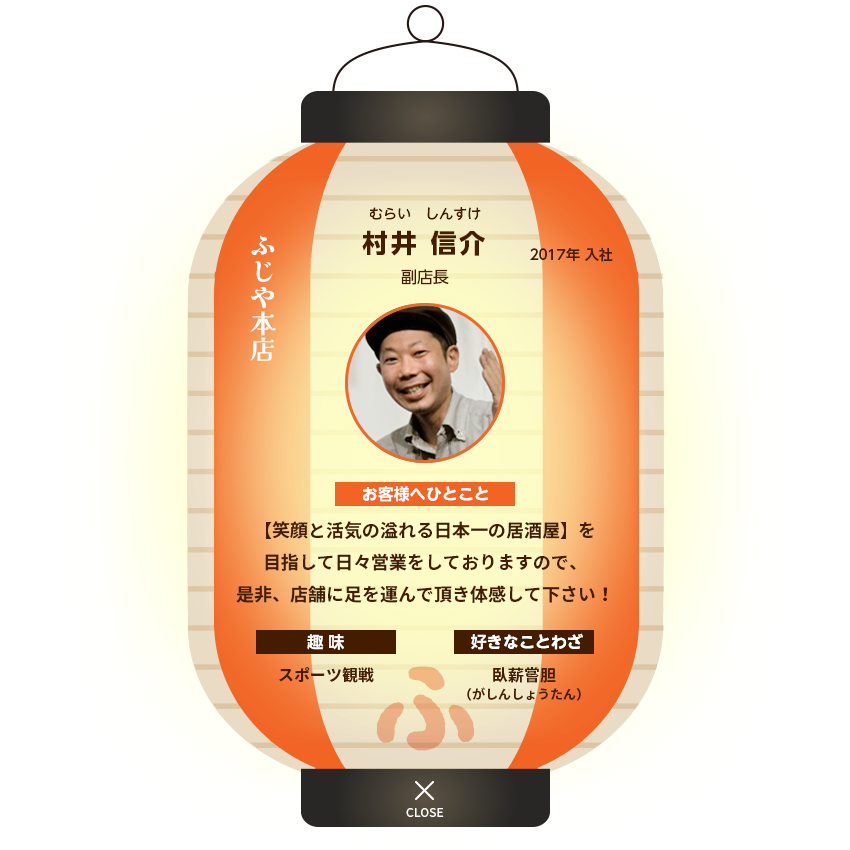 むらい　しんすけ
村井 信介
副店長
2017年 入社
ふじや本店
お客様へひとこと
【笑顔と活気の溢れる日本一の居酒屋】を
目指して日々営業をしておりますので、
是非、店舗に足を運んで頂き体感して下さい！
趣 味
スポーツ観戦
好きなことわざ
臥薪嘗胆
（がしんしょうたん）
ふ
CLOSE